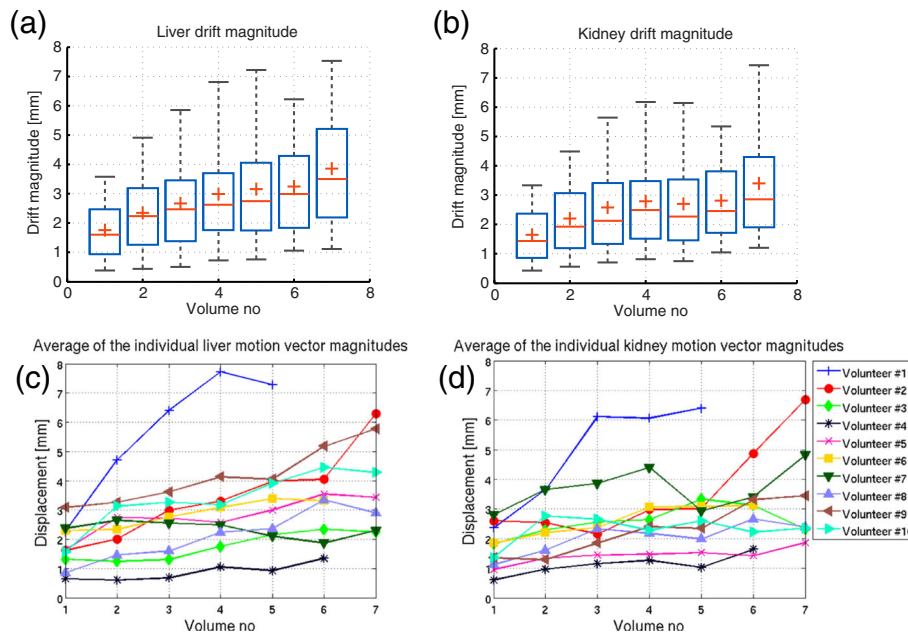 (a)
Liver drift magnitude
8
7
6
5
4
3
2
1
0
Drift magnitude [mm]
0 2 4 6 8
Volume no
(b)
Kidney drift magnitude
8
7
6
5
4
3
2
1
0
Drift magnitude [mm]
0 2 4 6 8
Volume no
(c)
Average of the individual liver motion vector magnitudes
8
7
6
5
4
3
2
1
0
Displacement [mm]
1 2 3 4 5 6 7
Volume no
(d)
Average of the individual kidney motion vector magnitudes
8
7
6
5
4
3
2
1
0
Displacement [mm]
1 2 3 4 5 6 7
Volume no
Volunteer #1
Volunteer #2
Volunteer #3
Volunteer #4
Volunteer #5
Volunteer #6
Volunteer #7
Volunteer #8
Volunteer #9
Volunteer #10